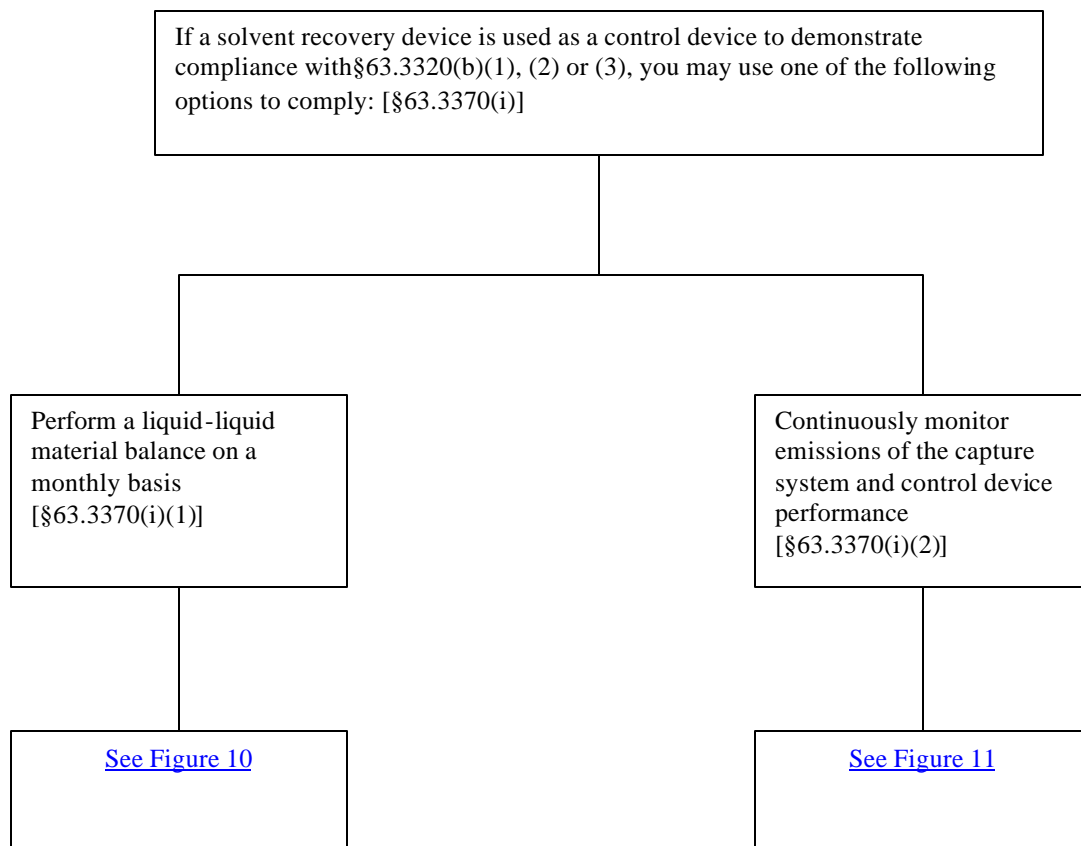 If a solvent recovery device is used as a control device to demonstrate
compliance with§63.3320(b)(1), (2) or (3), you may use one of the following
options to comply: [§63.3370(i)]
Perform a liquid-liquid
material balance on a
monthly basis
[§63.3370(i)(1)]
Continuously monitor
emissions of the capture
system and control device
performance
[§63.3370(i)(2)]
See Figure 10
See Figure 11